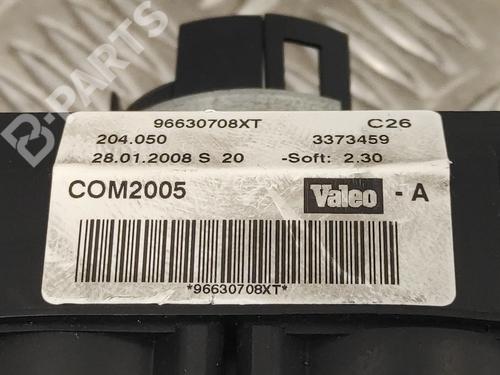 B-PARTS
96630708XT C26
204.050 3373459
28.01.2008 S 20 -Soft: 2.30
COM2005 Valeo - A
*96630708XT*